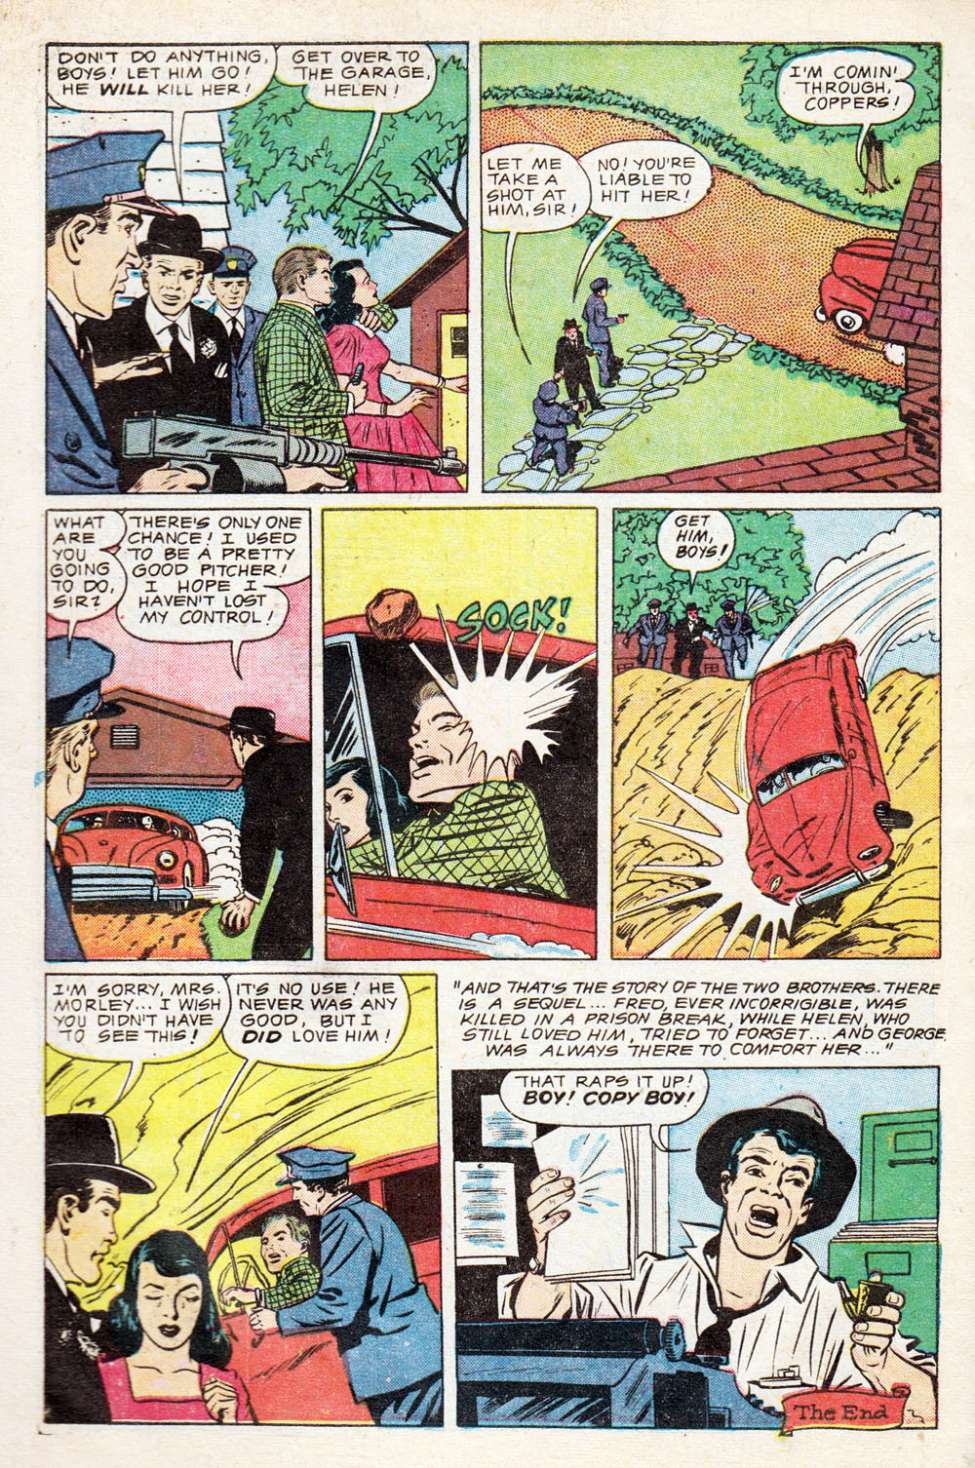 DON'T DO ANYTHING,
BOYS! LET HIM GO!
HE WILL KILL HER!
GET OVER TO
THE GARAGE,
HELEN!
LET ME
TAKE A
SHOT AT
HIM, SIR!
NO! YOU'RE
LIABLE TO
HIT HER!
I'M COMIN'
THROUGH,
COPPERS!
WHAT
ARE
YOU
GOING
TO DO,
SIR?
THERE'S ONLY ONE
CHANCE! I USED
TO BE A PRETTY
GOOD PITCHER!
I HOPE I
HAVEN'T LOST
MY CONTROL!
SOCK!
GET
HIM,
BOYS!
I'M SORRY, MRS.
MORLEY... I WISH
YOU DIDN'T HAVE
TO SEE THIS!
IT'S NO USE! HE
NEVER WAS ANY
GOOD, BUT I
DID LOVE HIM!
"AND THAT'S THE STORY OF THE TWO BROTHERS. THERE
IS A SEQUEL... FRED, EVER INCORRIGIBLE, WAS
KILLED IN A PRISON BREAK, WHILE HELEN, WHO
STILL LOVED HIM, TRIED TO FORGET... AND GEORGE
WAS ALWAYS THERE TO COMFORT HER..."
THAT RAPS IT UP!
BOY! COPY BOY!
The End